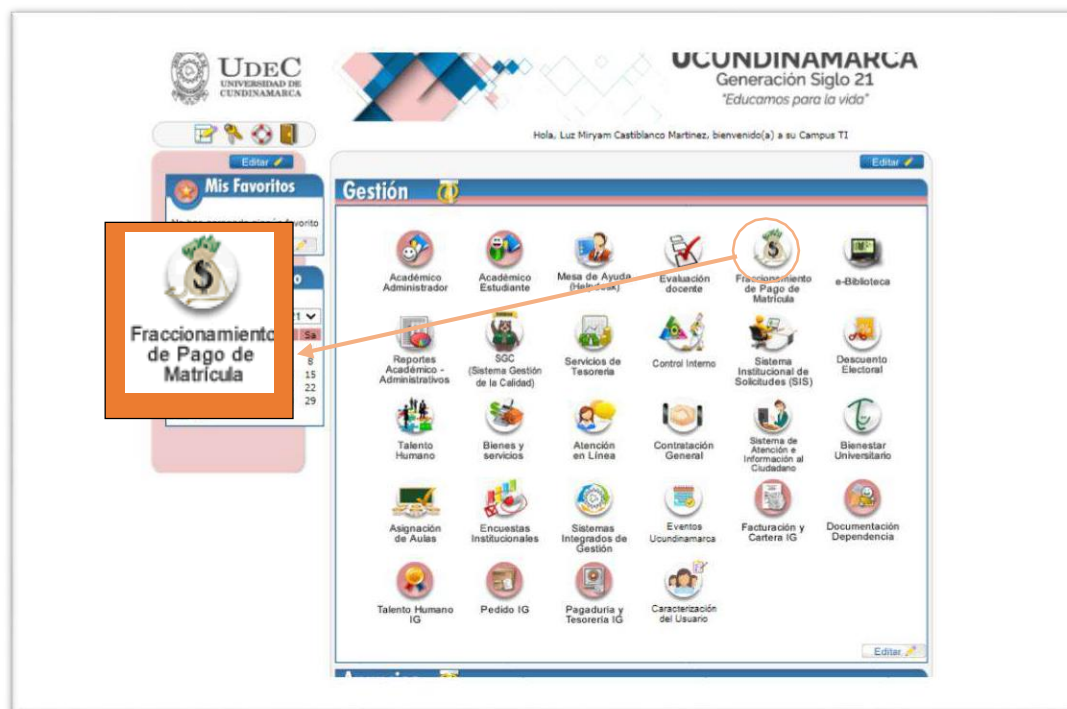 UDEC
UNIVERSIDAD DE
CUNDINAMARCA
UCUNDINAMARCA
Generación Siglo 21
"Educamos para la vida"
Hola, Luz Miryam Castiblanco Martinez, bienvenido(a) a su Campus TI
Editar
Mis Favoritos
Editar
Gestión
Fraccionamiento
de Pago de
Matrícula
Sa
8
15
22
29
Académico
Administrador
Académico
Estudiante
Mesa de Ayuda
(Helpdesk)
Evaluación
docente
Fraccionamiento
de Pago de
Matrícula
e-Biblioteca
Reportes
Académico -
Administrativos
SGC
(Sistema Gestión
de la Calidad)
Servicios de
Tesorería
Control Interno
Sistema
Institucional de
Solicitudes (SIS)
Descuento
Electoral
Talento
Humano
Bienes y
servicios
Atención
en Línea
Contratación
General
Sistema de
Atención e
Información al
Ciudadano
Bienestar
Universitario
Asignación
de Aulas
Encuestas
Institucionales
Sistemas
Integrados de
Gestión
Eventos
Ucundinamarca
Facturación y
Cartera IG
Documentación
Dependencia
Talento Humano
IG
Pedido IG
Pagaduria y
Tesorería IG
Caracterización
del Usuario
Editar